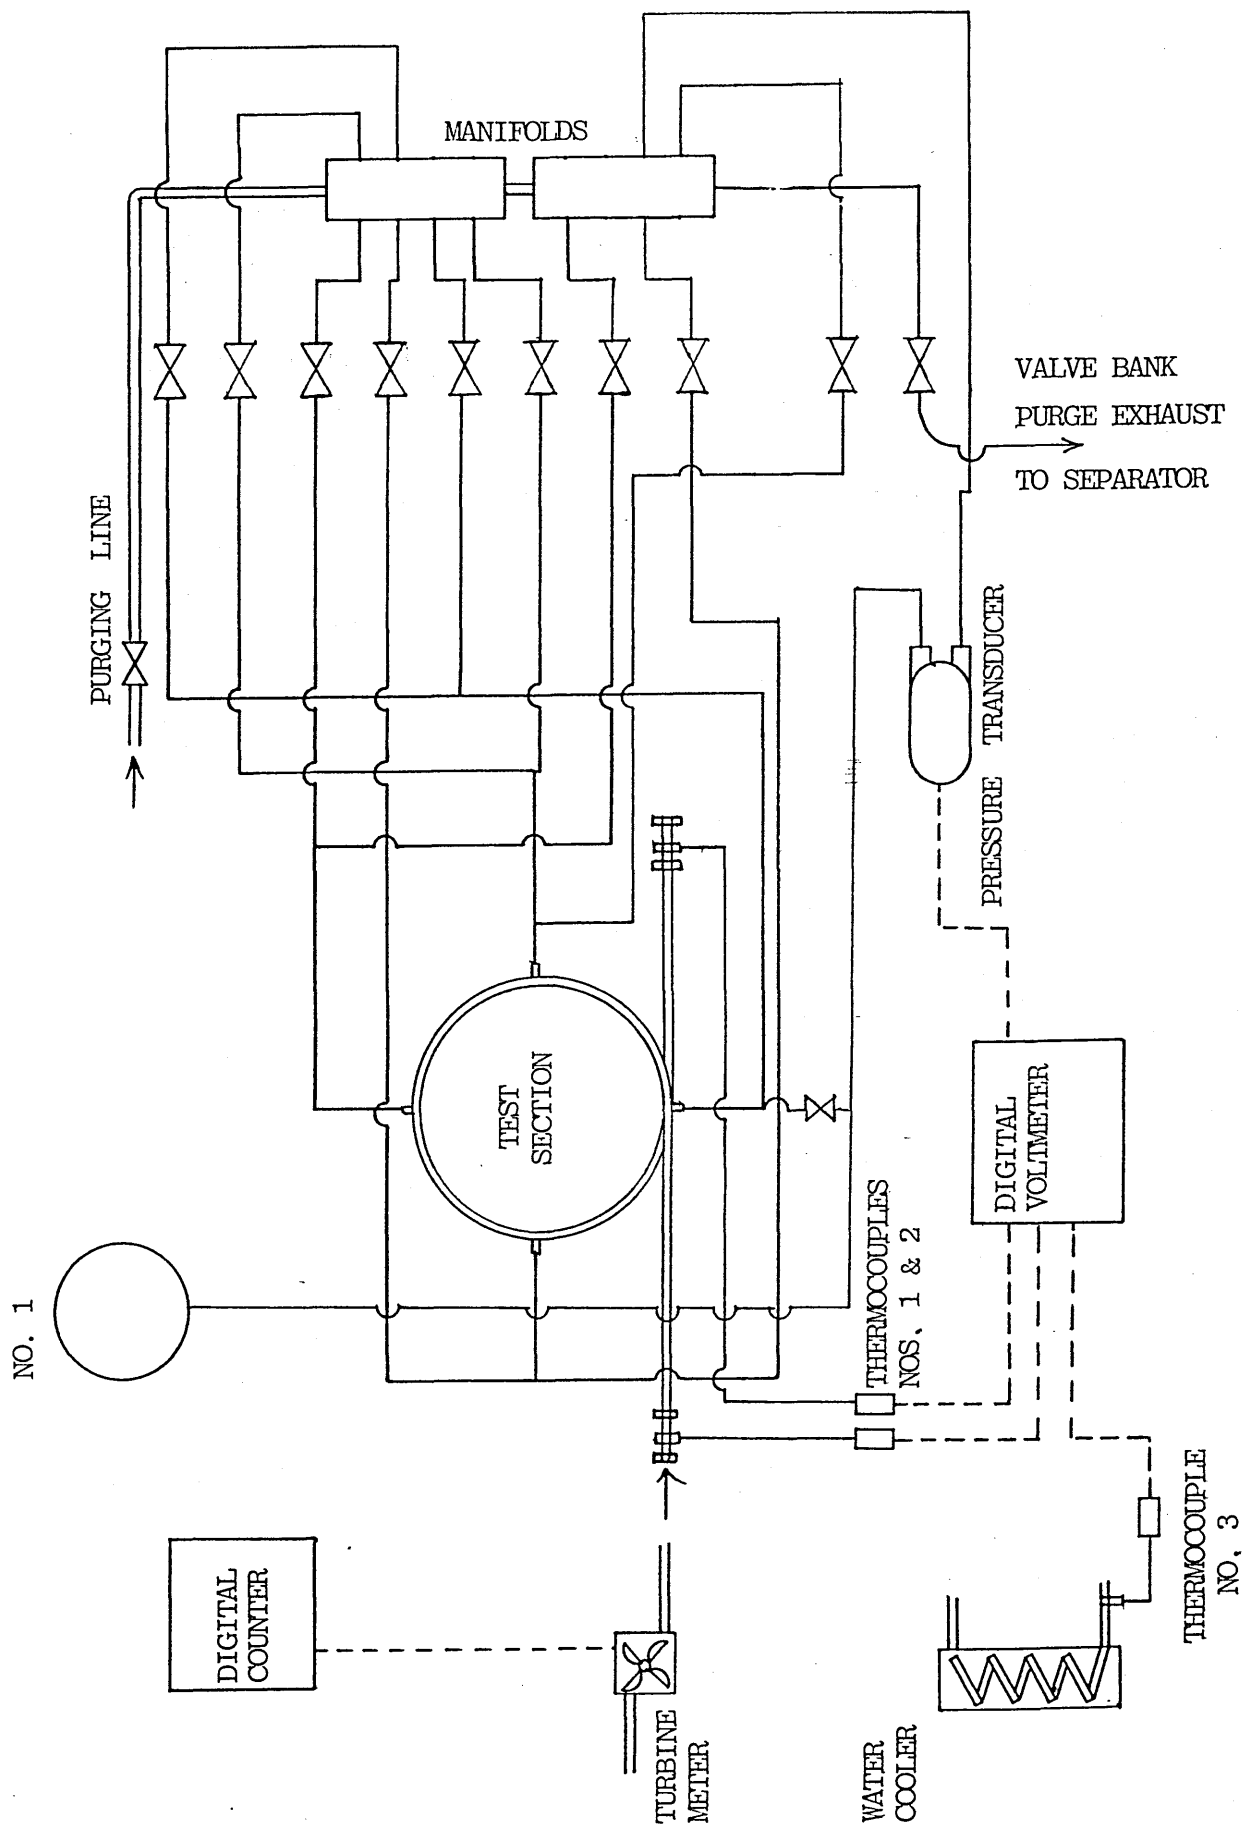 MANIFOLDS
VALVE BANK
PURGE EXHAUST
TO SEPARATOR
PURGING LINE
PRESSURE TRANSDUCER
TEST
SECTION
DIGITAL
VOLTMETER
THERMOCOUPLES
NOS. 1 & 2
NO. 1
THERMOCOUPLE
NO. 3
DIGITAL
COUNTER
TURBINE
METER
WATER
COOLER